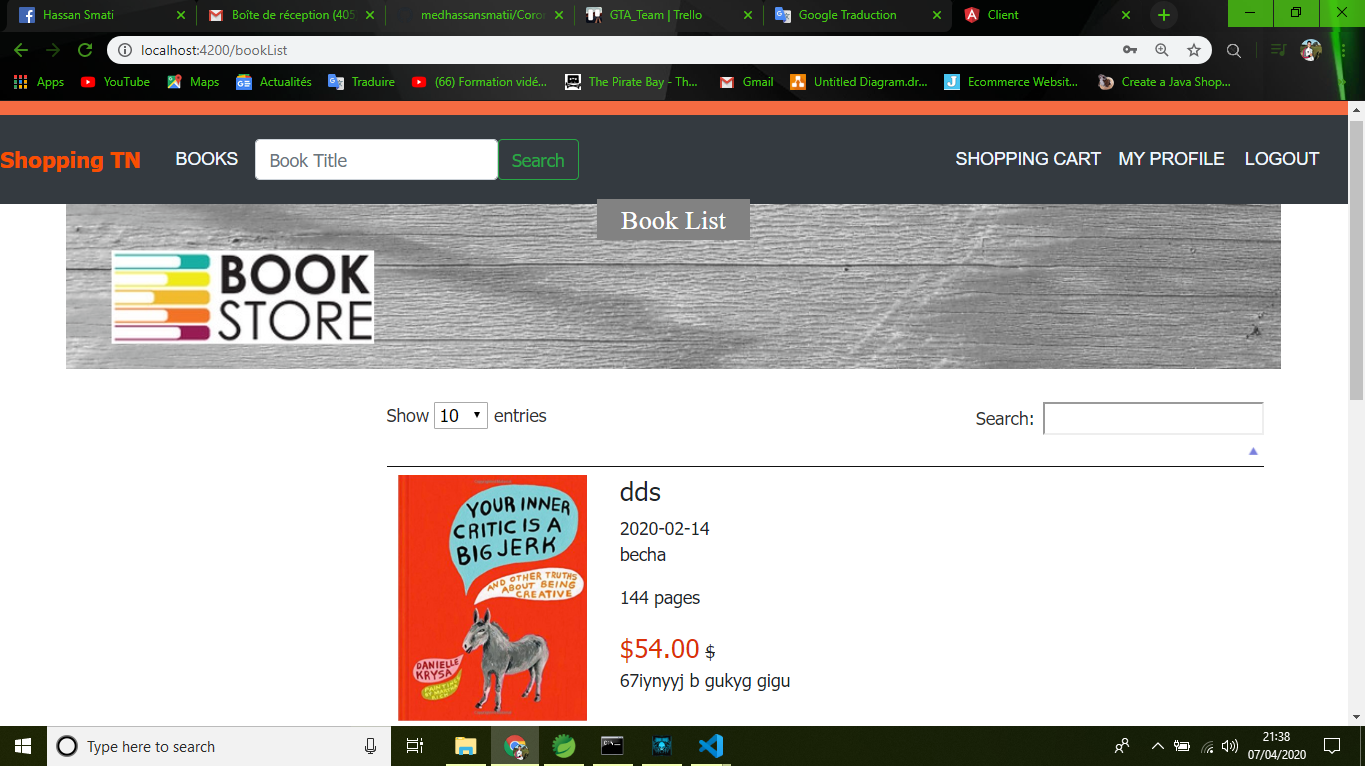 Hassan Smati
Boîte de réception (405
medhassansmatii/Coro
GTA_Team | Trello
Google Traduction
Client
localhost:4200/bookList
Apps
YouTube
Maps
Actualités
Traduire
(66) Formation vidé...
The Pirate Bay - Th...
Gmail
Untitled Diagram.dr...
Ecommerce Websit...
Create a Java Shop...
Shopping TN
BOOKS
Book Title
Search
SHOPPING CART
MY PROFILE
LOGOUT
Book List
BOOK
STORE
Show 10 entries
Search:
YOUR INNER
CRITIC IS A
BIG JERK
AND OTHER TRUTHS
ABOUT BEING
CREATIVE
DANIELLE
KRYSA
dds
2020-02-14
becha
144 pages
$54.00 $
67iynyyj b gukyg gigu
Type here to search
21:38
07/04/2020